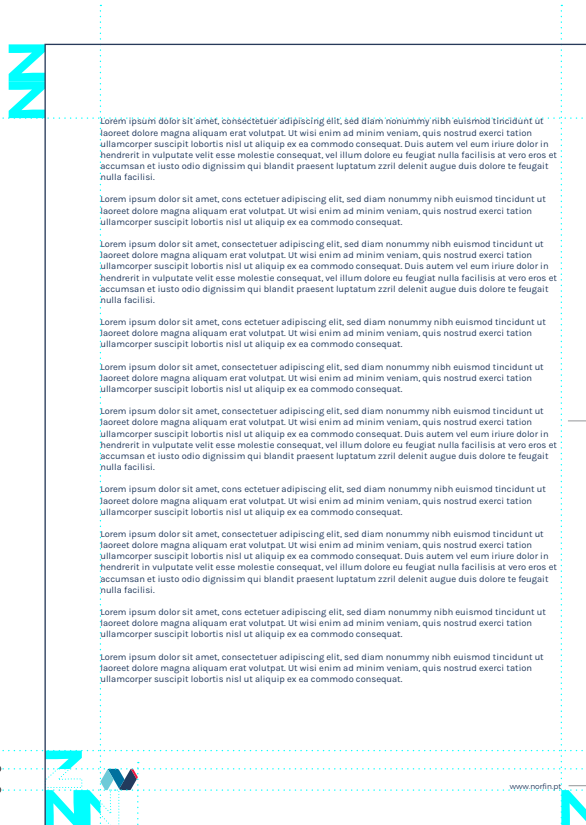 Lorem ipsum dolor sit amet, consectetuer adipiscing elit, sed diam nonummy nibh euismod tincidunt ut
laoreet dolore magna aliquam erat volutpat. Ut wisi enim ad minim veniam, quis nostrud exerci tation
ullamcorper suscipit lobortis nisl ut aliquip ex ea commodo consequat. Duis autem vel eum iriure dolor in
hendrerit in vulputate velit esse molestie consequat, vel illum dolore eu feugiat nulla facilisis at vero eros et
accumsan et iusto odio dignissim qui blandit praesent luptatum zzril delenit augue duis dolore te feugait
nulla facilisi.
Lorem ipsum dolor sit amet, cons ectetuer adipiscing elit, sed diam nonummy nibh euismod tincidunt ut
laoreet dolore magna aliquam erat volutpat. Ut wisi enim ad minim veniam, quis nostrud exerci tation
ullamcorper suscipit lobortis nisl ut aliquip ex ea commodo consequat.
Lorem ipsum dolor sit amet, consectetuer adipiscing elit, sed diam nonummy nibh euismod tincidunt ut
laoreet dolore magna aliquam erat volutpat. Ut wisi enim ad minim veniam, quis nostrud exerci tation
ullamcorper suscipit lobortis nisl ut aliquip ex ea commodo consequat. Duis autem vel eum iriure dolor in
hendrerit in vulputate velit esse molestie consequat, vel illum dolore eu feugiat nulla facilisis at vero eros et
accumsan et iusto odio dignissim qui blandit praesent luptatum zzril delenit augue duis dolore te feugait
nulla facilisi.
Lorem ipsum dolor sit amet, cons ectetuer adipiscing elit, sed diam nonummy nibh euismod tincidunt ut
laoreet dolore magna aliquam erat volutpat. Ut wisi enim ad minim veniam, quis nostrud exerci tation
ullamcorper suscipit lobortis nisl ut aliquip ex ea commodo consequat.
Lorem ipsum dolor sit amet, consectetuer adipiscing elit, sed diam nonummy nibh euismod tincidunt ut
laoreet dolore magna aliquam erat volutpat. Ut wisi enim ad minim veniam, quis nostrud exerci tation
ullamcorper suscipit lobortis nisl ut aliquip ex ea commodo consequat.
Lorem ipsum dolor sit amet, consectetuer adipiscing elit, sed diam nonummy nibh euismod tincidunt ut
laoreet dolore magna aliquam erat volutpat. Ut wisi enim ad minim veniam, quis nostrud exerci tation
ullamcorper suscipit lobortis nisl ut aliquip ex ea commodo consequat. Duis autem vel eum iriure dolor in
hendrerit in vulputate velit esse molestie consequat, vel illum dolore eu feugiat nulla facilisis at vero eros et
accumsan et iusto odio dignissim qui blandit praesent luptatum zzril delenit augue duis dolore te feugait
nulla facilisi.
Lorem ipsum dolor sit amet, cons ectetuer adipiscing elit, sed diam nonummy nibh euismod tincidunt ut
laoreet dolore magna aliquam erat volutpat. Ut wisi enim ad minim veniam, quis nostrud exerci tation
ullamcorper suscipit lobortis nisl ut aliquip ex ea commodo consequat.
Lorem ipsum dolor sit amet, consectetuer adipiscing elit, sed diam nonummy nibh euismod tincidunt ut
laoreet dolore magna aliquam erat volutpat. Ut wisi enim ad minim veniam, quis nostrud exerci tation
ullamcorper suscipit lobortis nisl ut aliquip ex ea commodo consequat. Duis autem vel eum iriure dolor in
hendrerit in vulputate velit esse molestie consequat, vel illum dolore eu feugiat nulla facilisis at vero eros et
accumsan et iusto odio dignissim qui blandit praesent luptatum zzril delenit augue duis dolore te feugait
nulla facilisi.
Lorem ipsum dolor sit amet, cons ectetuer adipiscing elit, sed diam nonummy nibh euismod tincidunt ut
laoreet dolore magna aliquam erat volutpat. Ut wisi enim ad minim veniam, quis nostrud exerci tation
ullamcorper suscipit lobortis nisl ut aliquip ex ea commodo consequat.
Lorem ipsum dolor sit amet, consectetuer adipiscing elit, sed diam nonummy nibh euismod tincidunt ut
laoreet dolore magna aliquam erat volutpat. Ut wisi enim ad minim veniam, quis nostrud exerci tation
ullamcorper suscipit lobortis nisl ut aliquip ex ea commodo consequat.
www.norfin.pt